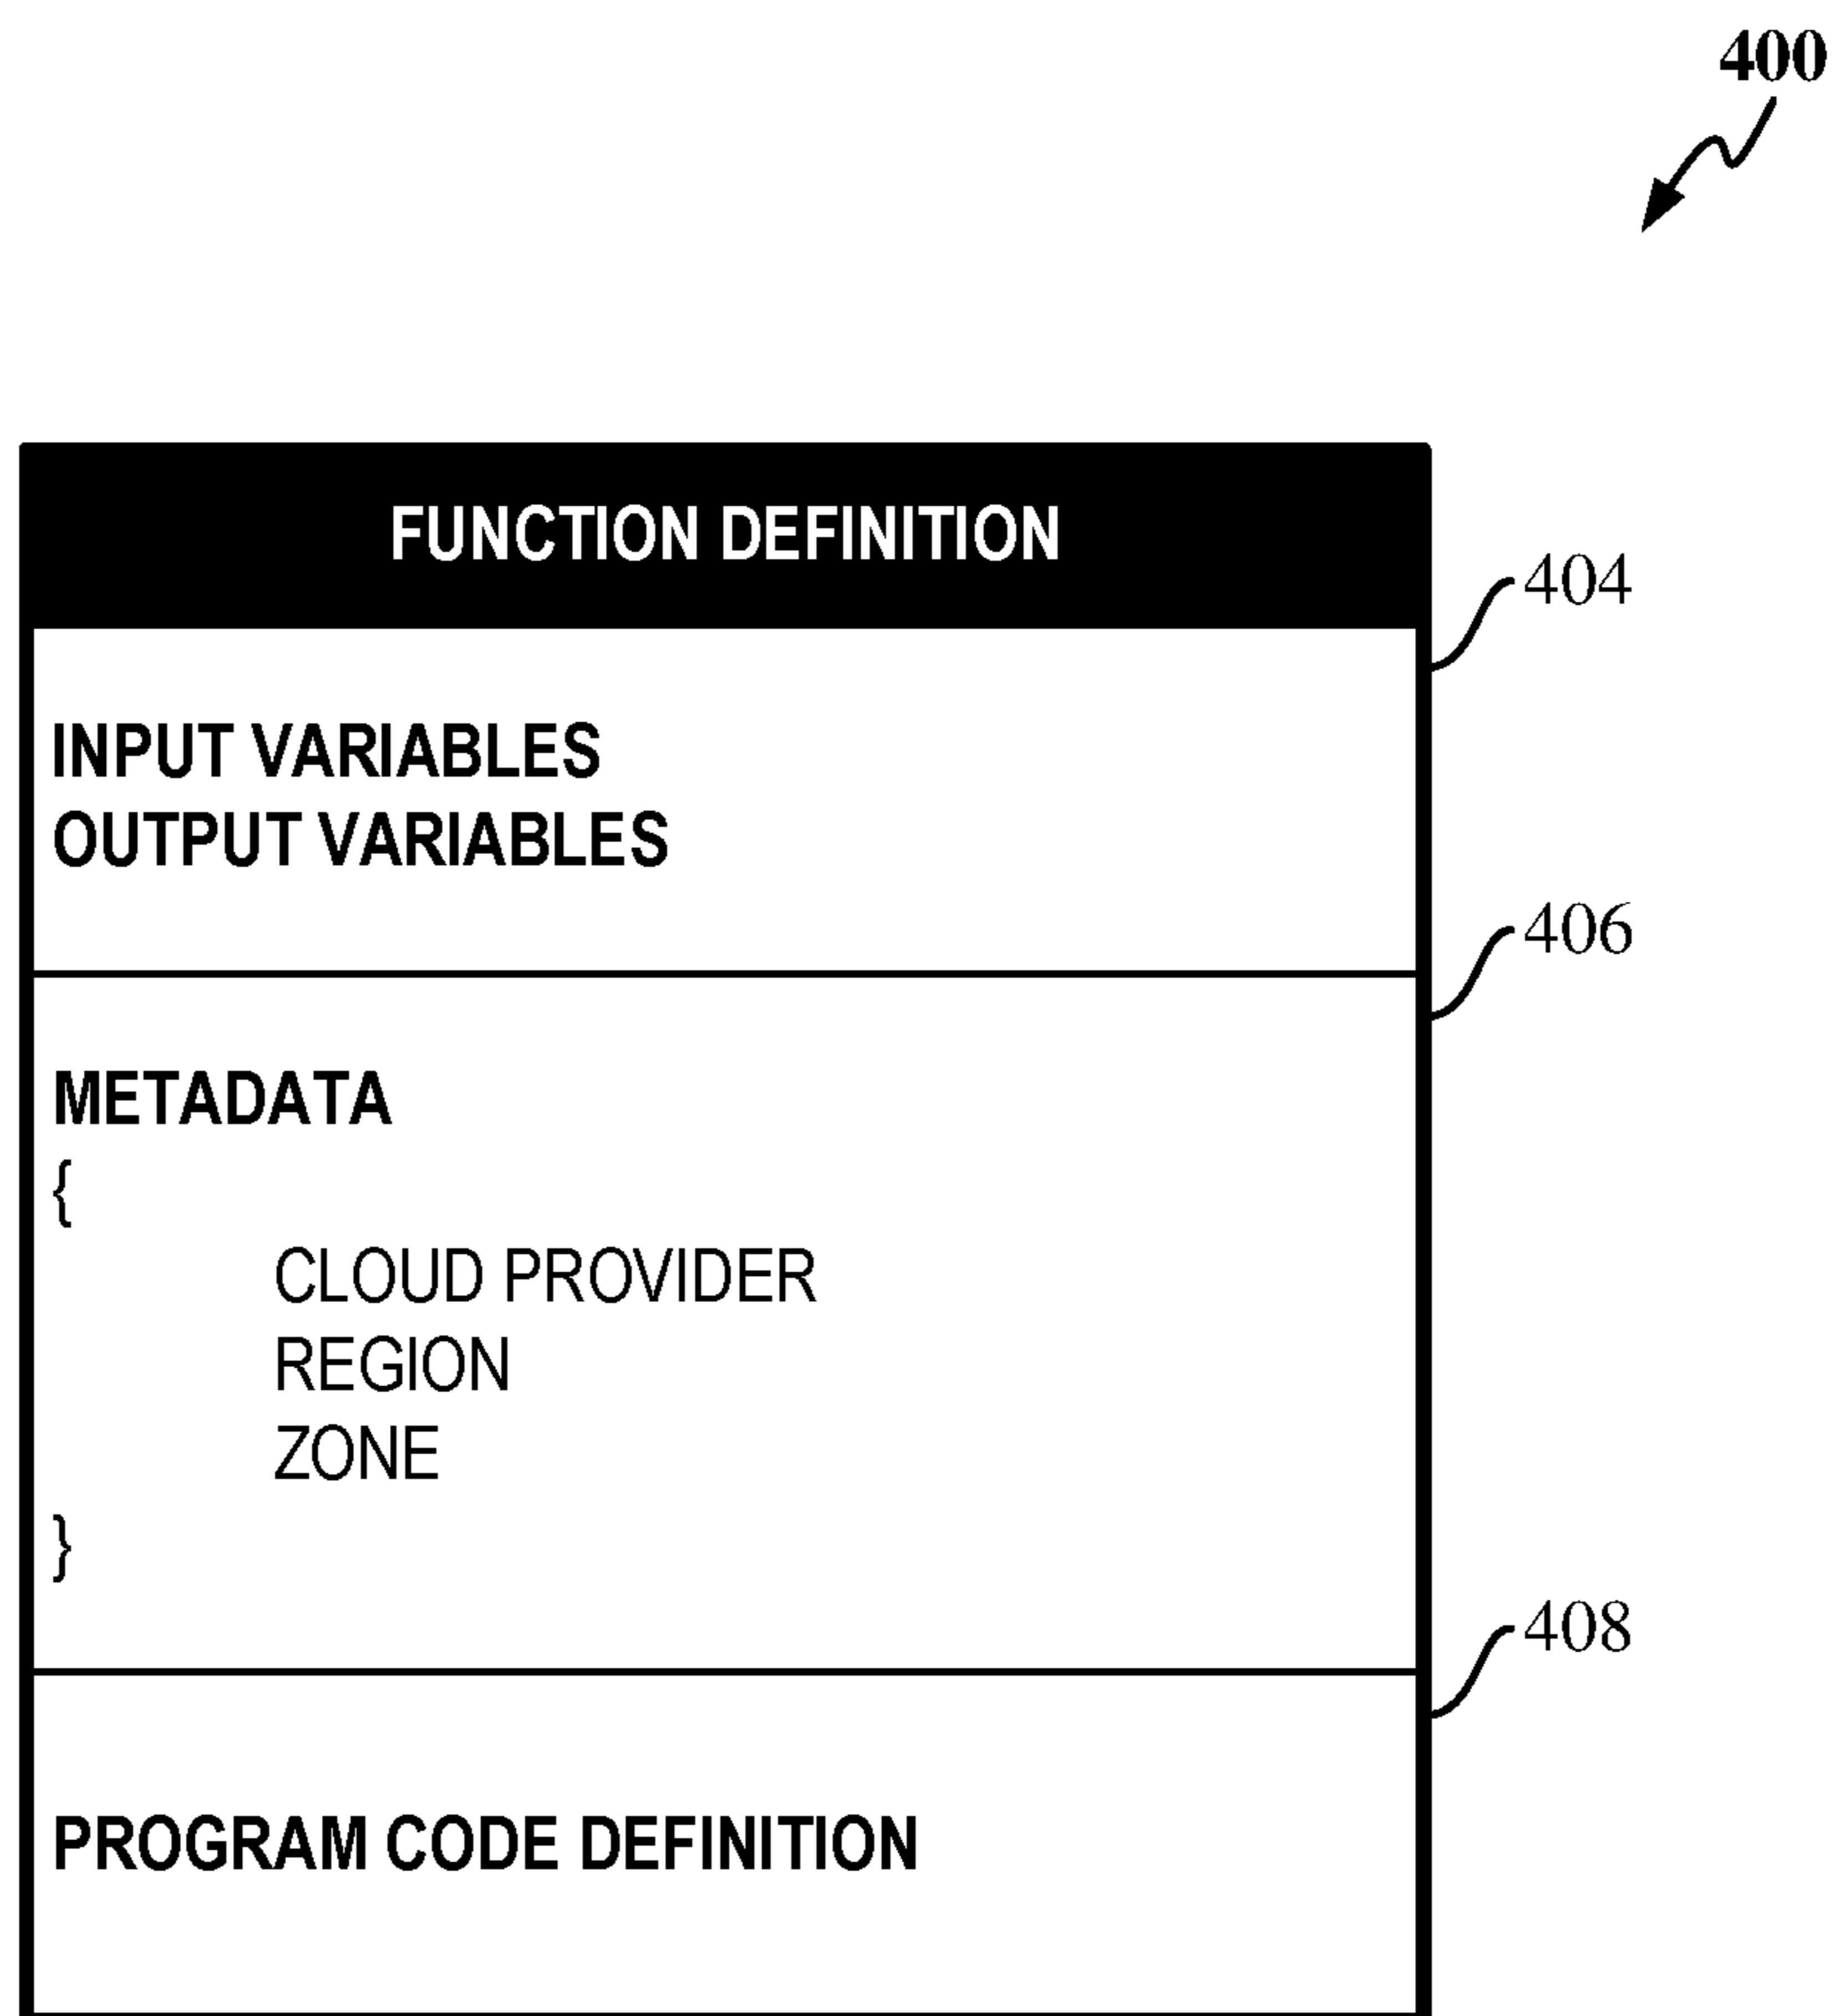 400
FUNCTION DEFINITION
404
INPUT VARIABLES
OUTPUT VARIABLES
406
METADATA
{
CLOUD PROVIDER
REGION
ZONE
}
408
PROGRAM CODE DEFINITION